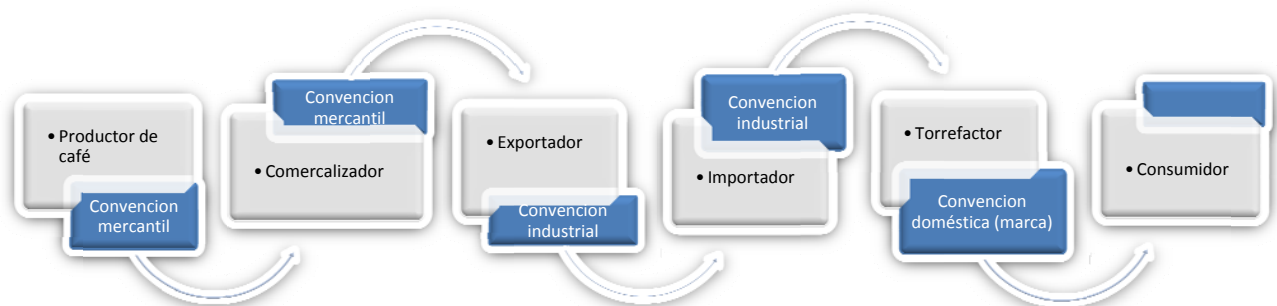 • Productor de
café
Convencion
mercantil
Convencion
mercantil
• Comercalizador
• Exportador
Convencion
industrial
Convencion
industrial
• Importador
• Torrefactor
Convencion
doméstica (marca)
• Consumidor